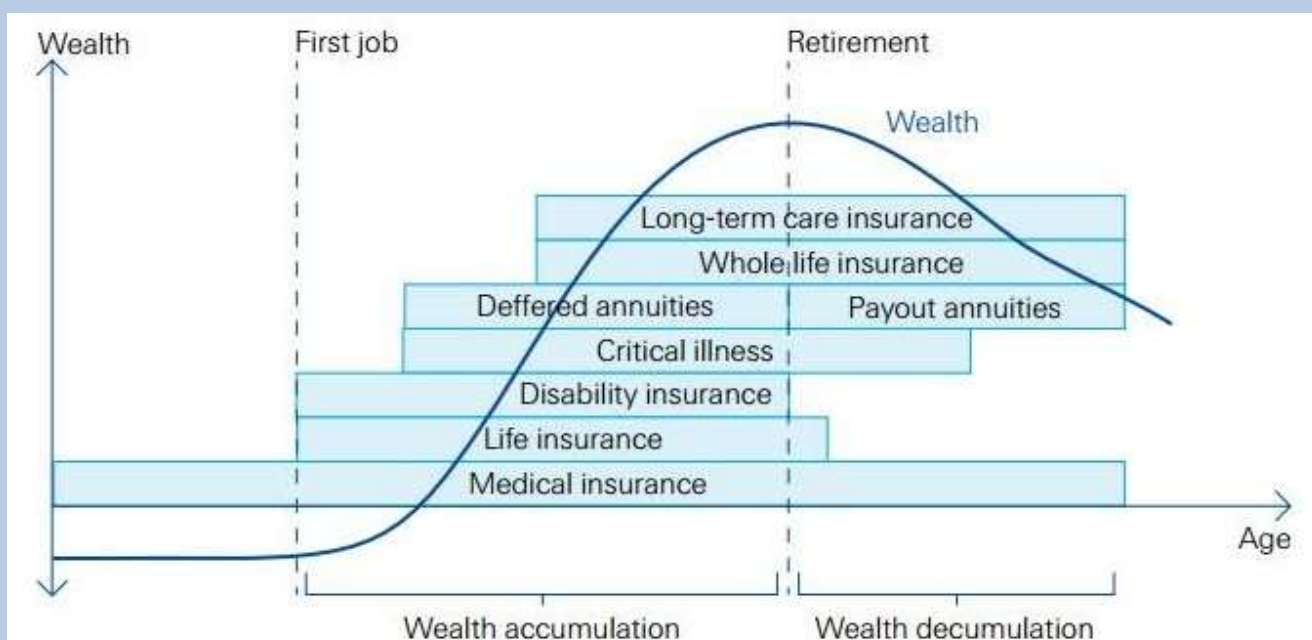 Wealth
First job
Retirement
Wealth
Long-term care insurance
Whole life insurance
Deffered annuities
Payout annuities
Critical illness
Disability insurance
Life insurance
Medical insurance
Age
Wealth accumulation
Wealth decumulation